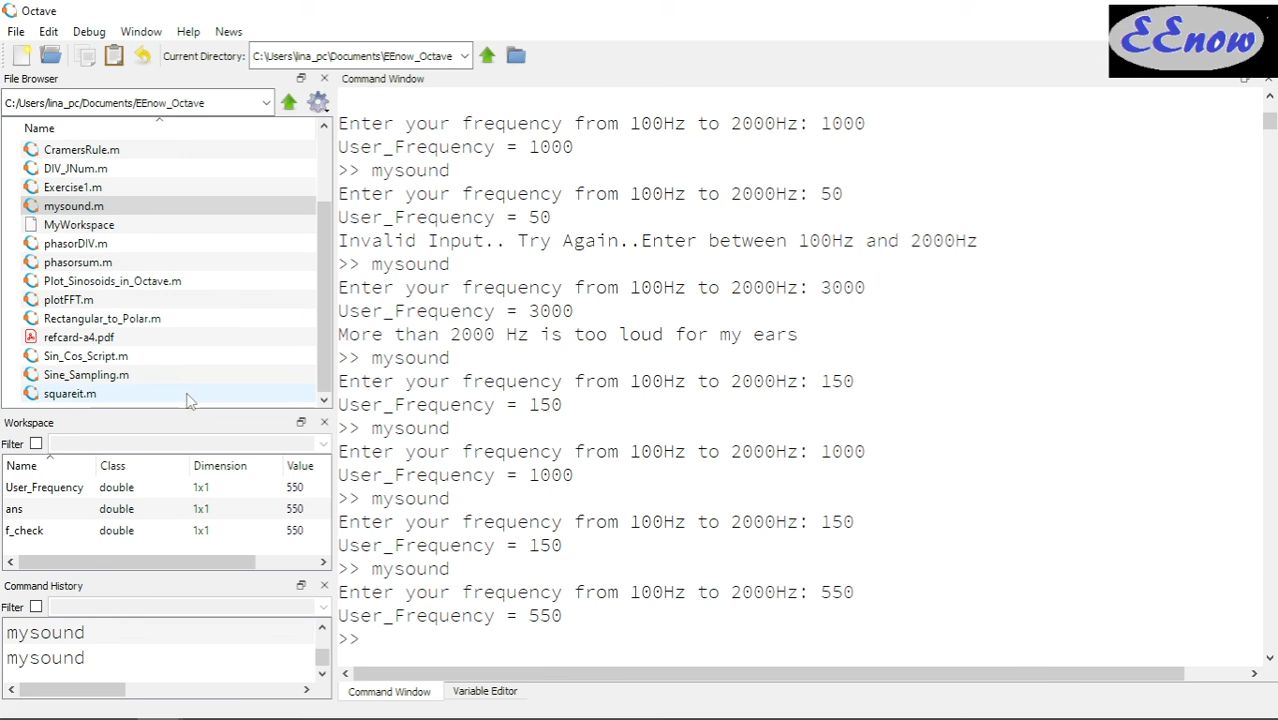 Octave
File Edit Debug Window Help News
Current Directory: C:\Users\lina_pc\Documents\EEnow_Octave
EEnow
File Browser
C:/Users/lina_pc/Documents/EEnow_Octave
Name
CramersRule.m
DIV_JNum.m
Exercise1.m
mysound.m
MyWorkspace
phasorDIV.m
phasorsum.m
Plot_Sinosoids_in_Octave.m
plotFFT.m
Rectangular_to_Polar.m
refcard-a4.pdf
Sin_Cos_Script.m
Sine_Sampling.m
squareit.m
Workspace
Filter
Name Class Dimension Value
User_Frequency double 1x1 550
ans double 1x1 550
f_check double 1x1 550
Command History
Filter
mysound
mysound
Command Window
Enter your frequency from 100Hz to 2000Hz: 1000
User_Frequency = 1000
>> mysound
Enter your frequency from 100Hz to 2000Hz: 50
User_Frequency = 50
Invalid Input.. Try Again..Enter between 100Hz and 2000Hz
>> mysound
Enter your frequency from 100Hz to 2000Hz: 3000
User_Frequency = 3000
More than 2000 Hz is too loud for my ears
>> mysound
Enter your frequency from 100Hz to 2000Hz: 150
User_Frequency = 150
>> mysound
Enter your frequency from 100Hz to 2000Hz: 1000
User_Frequency = 1000
>> mysound
Enter your frequency from 100Hz to 2000Hz: 150
User_Frequency = 150
>> mysound
Enter your frequency from 100Hz to 2000Hz: 550
User_Frequency = 550
>>
Command Window Variable Editor